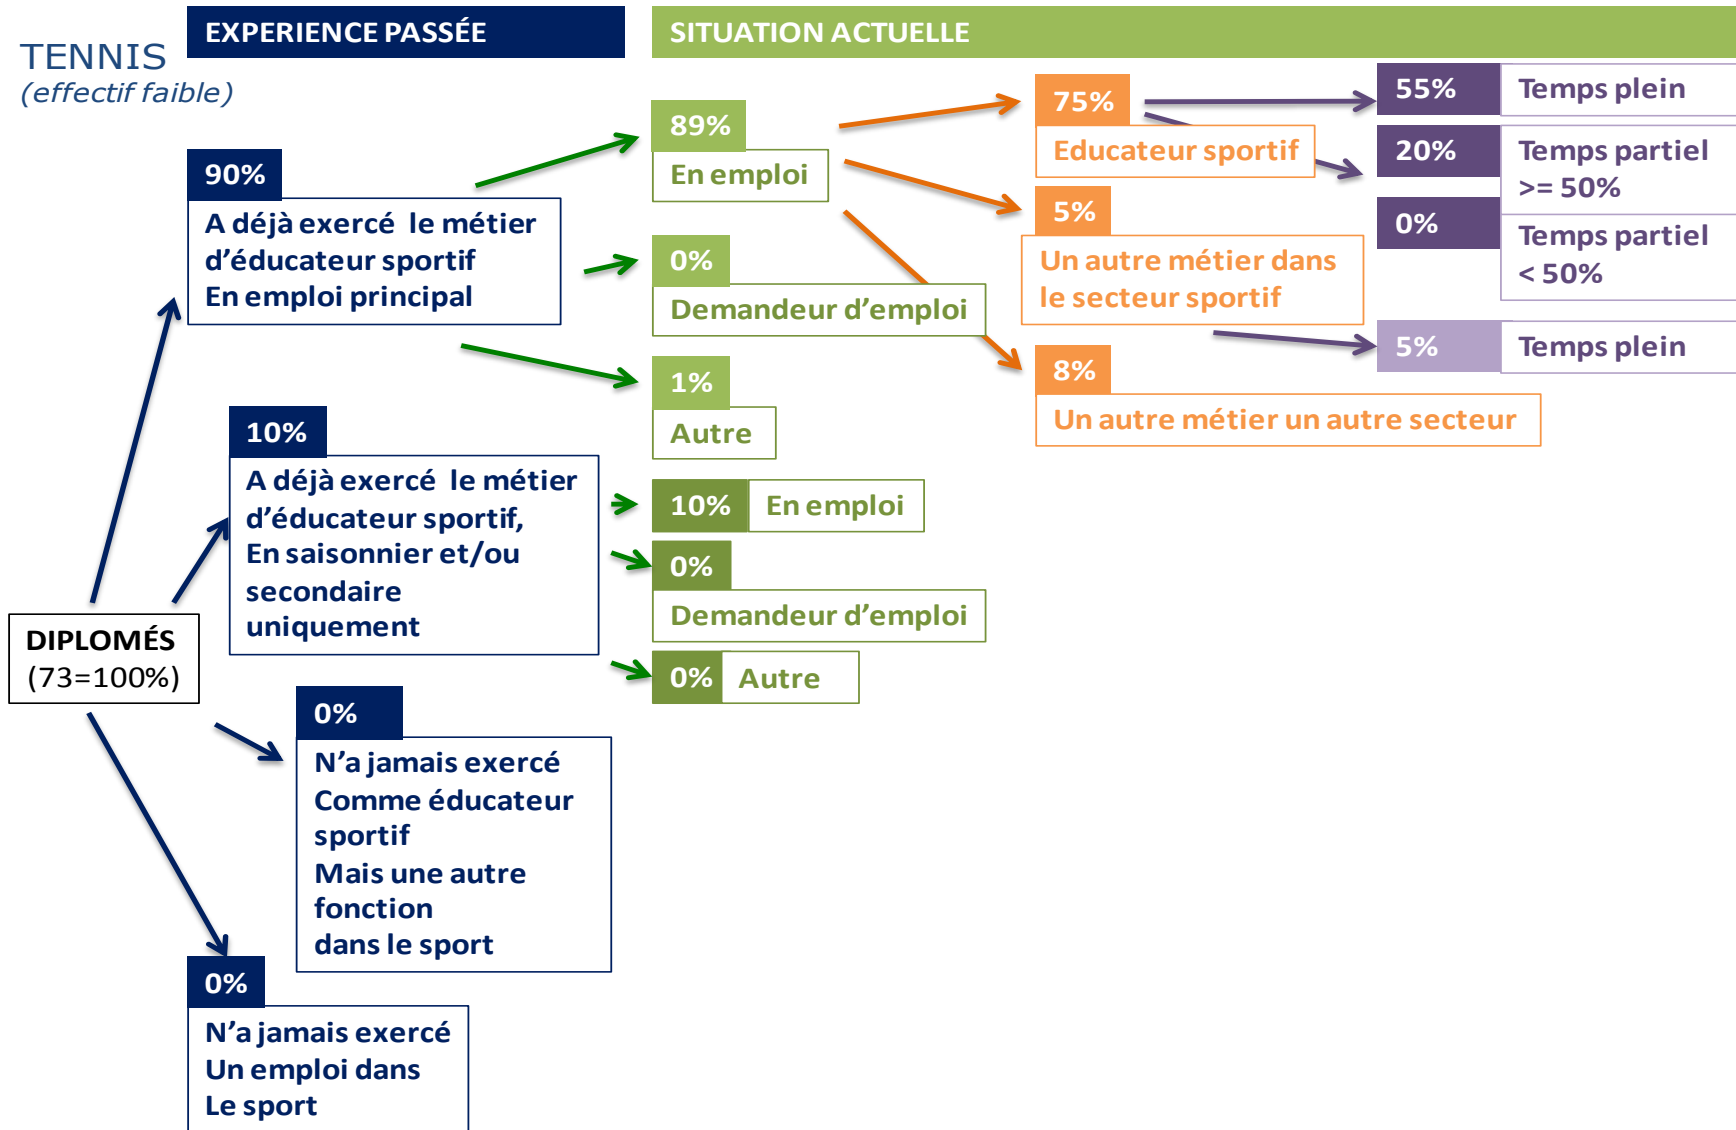 TENNIS
(effectif faible)
EXPERIENCE PASSÉE
SITUATION ACTUELLE
DIPLOMÉS
(73=100%)
90%
A déjà exercé le métier
d'éducateur sportif
En emploi principal
10%
A déjà exercé le métier
d'éducateur sportif,
En saisonnier et/ou
secondaire
uniquement
0%
N'a jamais exercé
Comme éducateur
sportif
Mais une autre
fonction
dans le sport
0%
N'a jamais exercé
Un emploi dans
Le sport
89%
En emploi
0%
Demandeur d'emploi
1%
Autre
10% En emploi
0%
Demandeur d'emploi
0% Autre
75%
Educateur sportif
5%
Un autre métier dans
le secteur sportif
8%
Un autre métier un autre secteur
55% Temps plein
20% Temps partiel
>= 50%
0% Temps partiel
< 50%
5% Temps plein